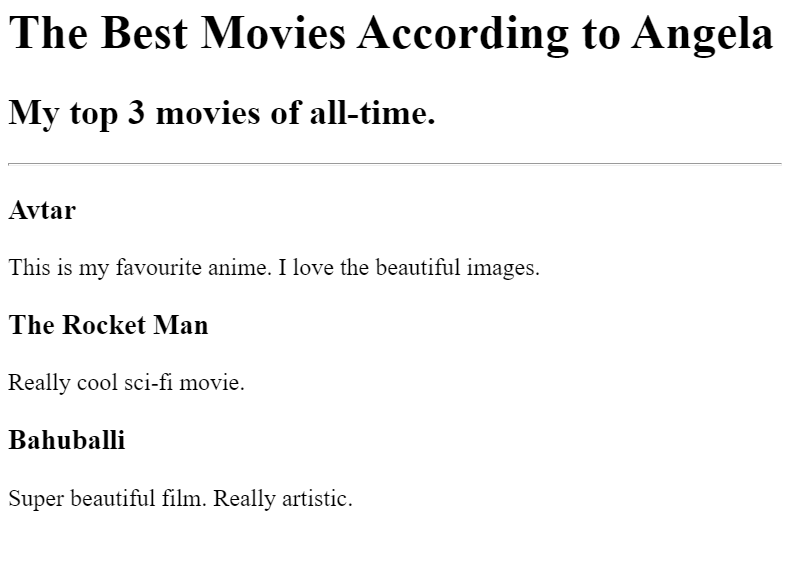 The Best Movies According to Angela
My top 3 movies of all-time.
Avtar
This is my favourite anime. I love the beautiful images.
The Rocket Man
Really cool sci-fi movie.
Bahuballi
Super beautiful film. Really artistic.